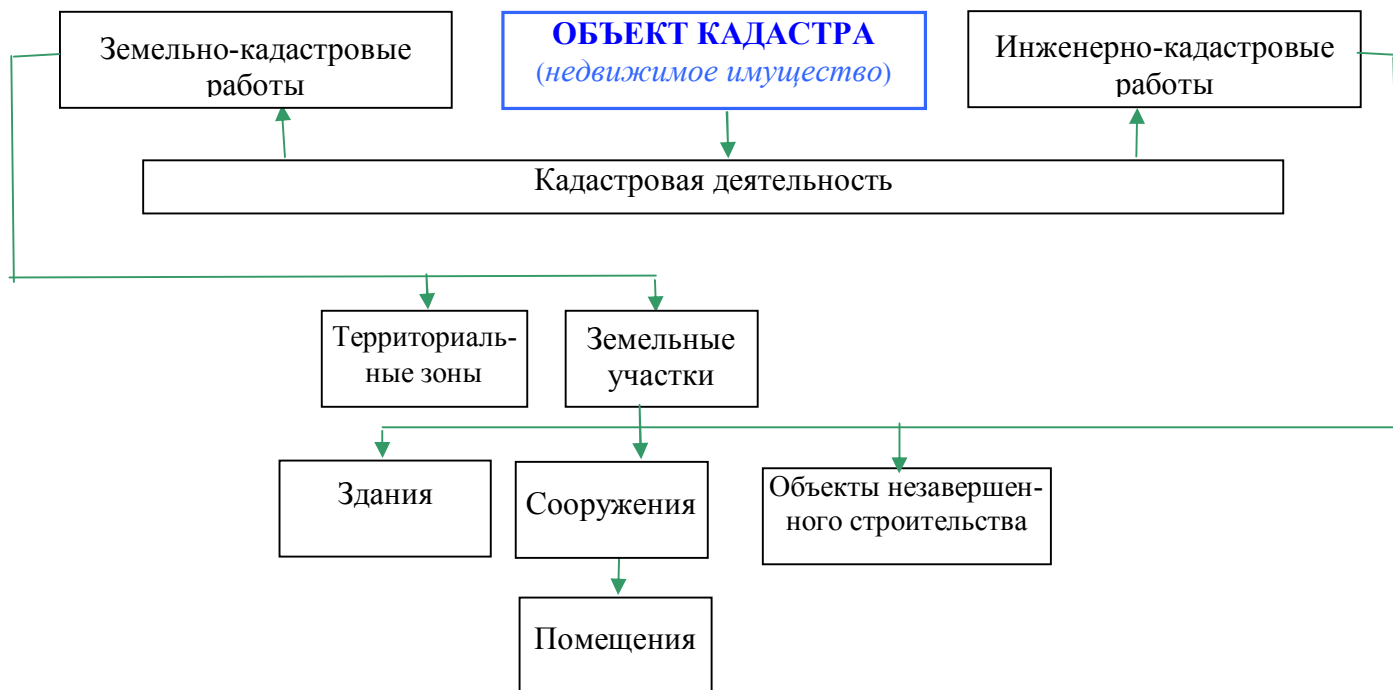 Земельно-кадастровые
работы
ОБЪЕКТ КАДАСТРА
(недвижимое имущество)
Инженерно-кадастровые
работы
Кадастровая деятельность
Территориаль-
ные зоны
Земельные
участки
Здания
Сооружения
Объекты незавершен-
ного строительства
Помещения